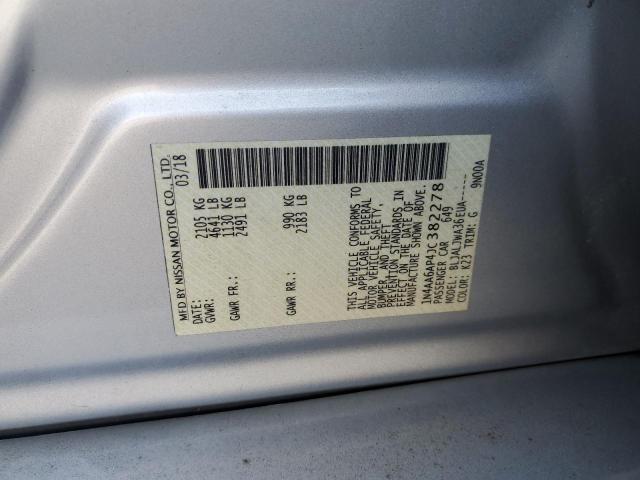 MFD BY NISSAN MOTOR CO., LTD.
DATE: 03/18
GVWR: 2105 KG
4641 LB
GAWR FR.: 1130 KG
2491 LB
GAWR RR.: 990 KG
2183 LB
THIS VEHICLE CONFORMS TO
ALL APPLICABLE FEDERAL
MOTOR VEHICLE SAFETY,
BUMPER, AND THEFT
PREVENTION STANDARDS IN
EFFECT ON THE DATE OF
MANUFACTURE SHOWN ABOVE.
1N4AA6AP4JC382278
PASSENGER CAR 649
MODEL: BLJALJWA36EUA-----
COLOR: K23 TRIM: G 9N00A